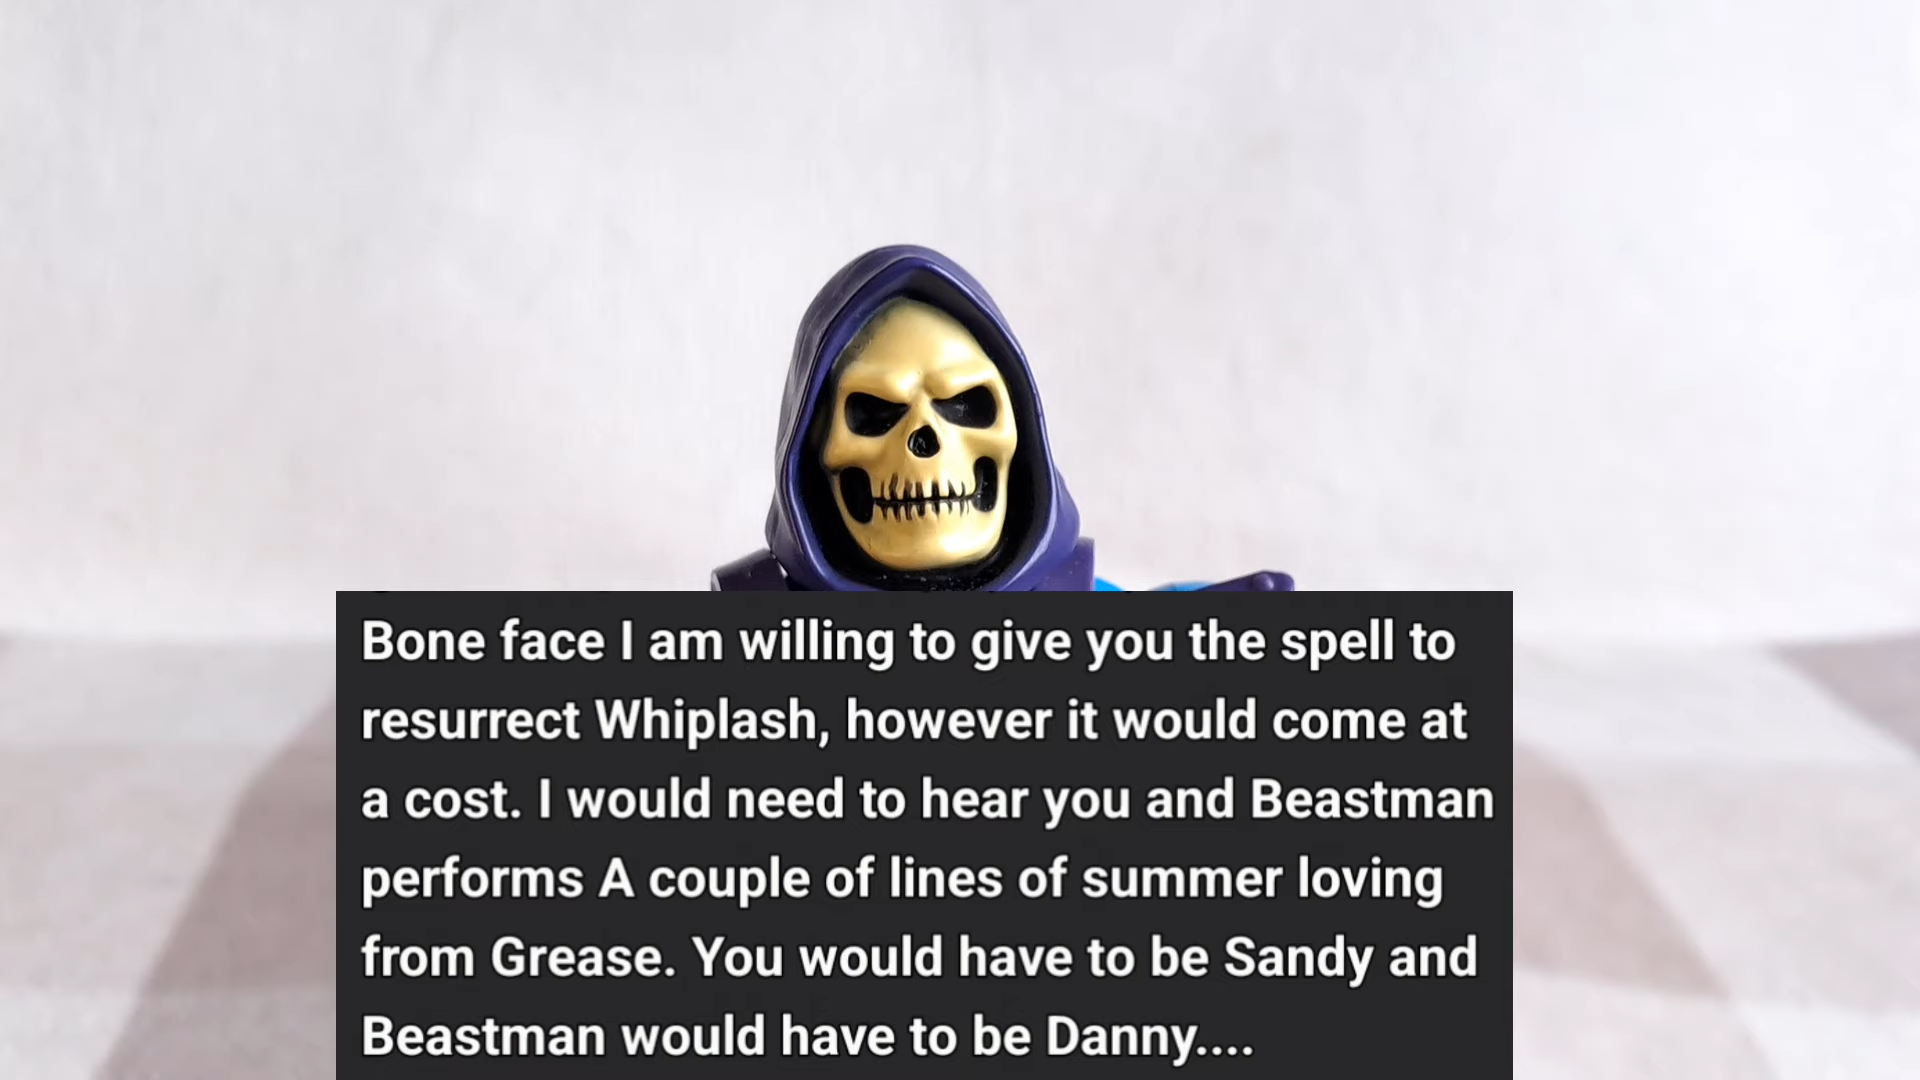 Bone face I am willing to give you the spell to
resurrect Whiplash, however it would come at
a cost. I would need to hear you and Beastman
performs A couple of lines of summer loving
from Grease. You would have to be Sandy and
Beastman would have to be Danny....